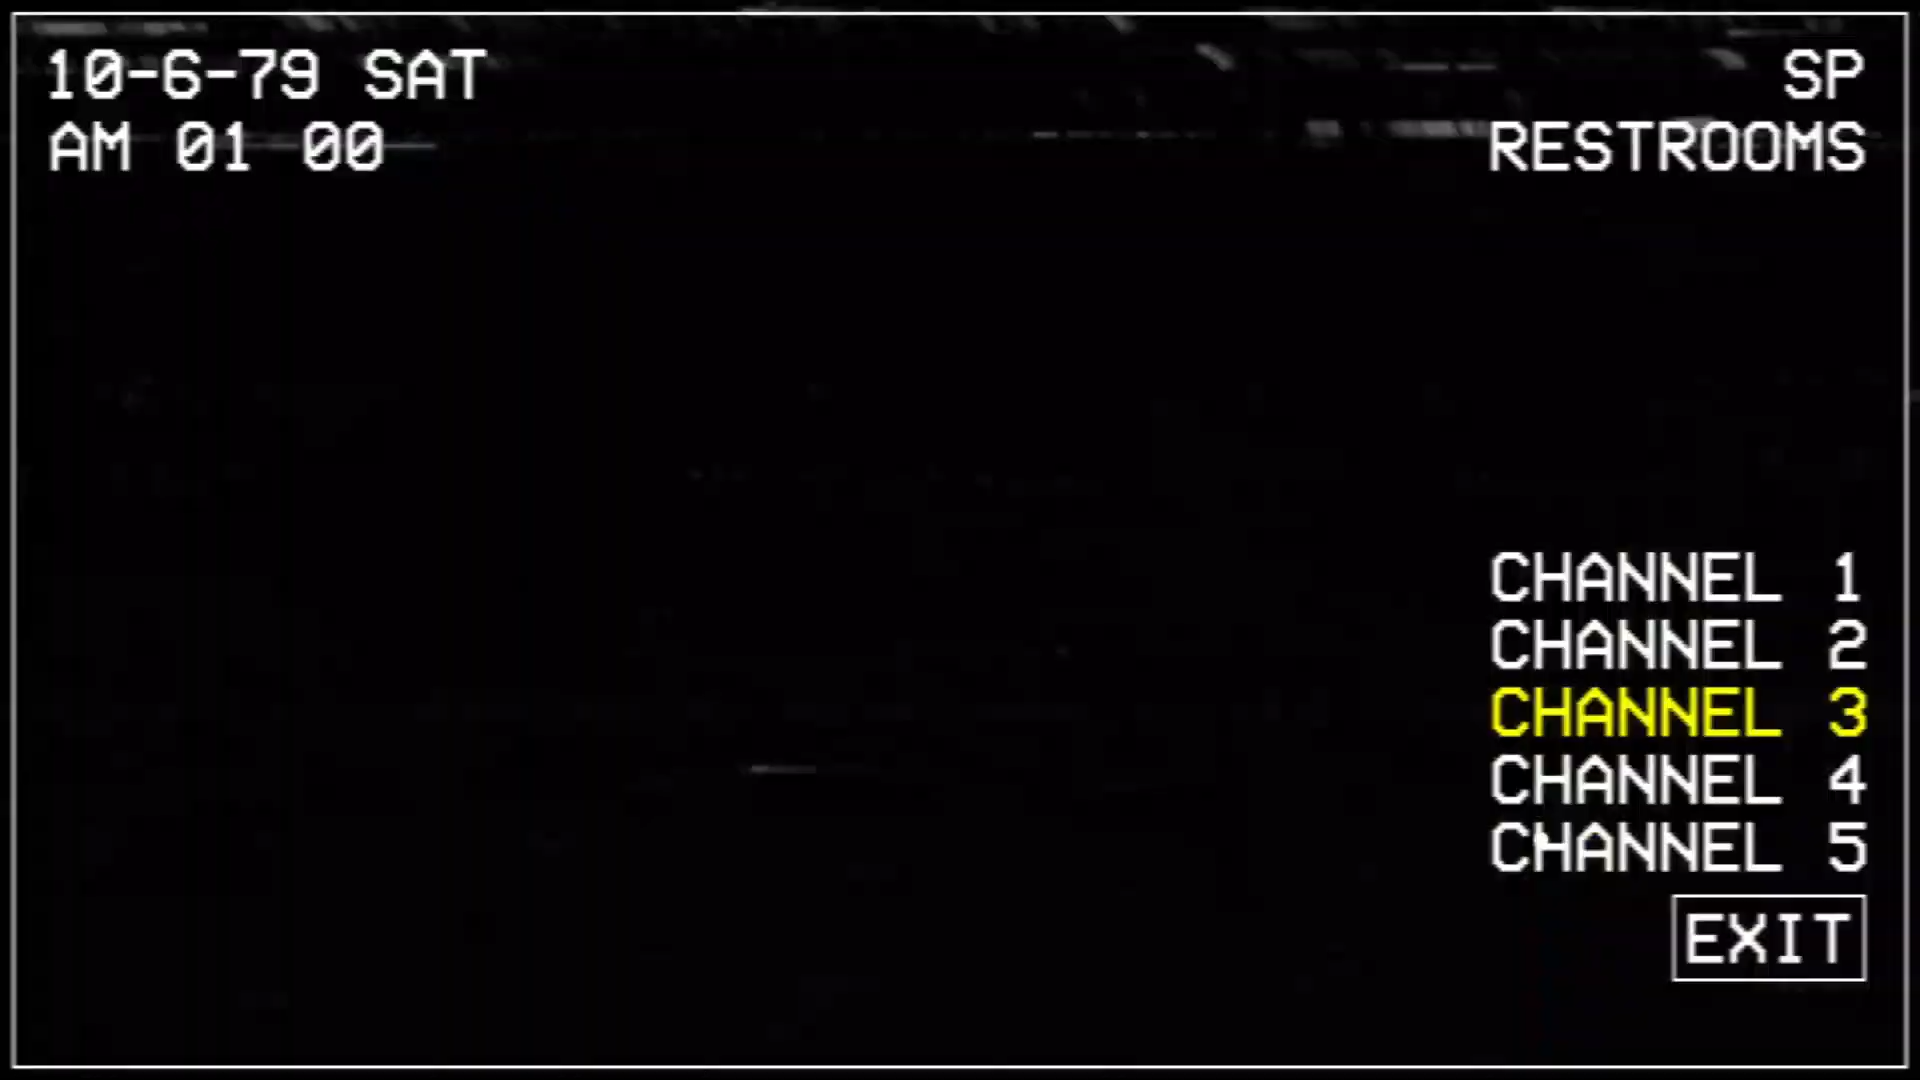 10-6-79 SAT
AM 01 00
SP
RESTROOMS
CHANNEL 1
CHANNEL 2
CHANNEL 3
CHANNEL 4
CHANNEL 5
EXIT